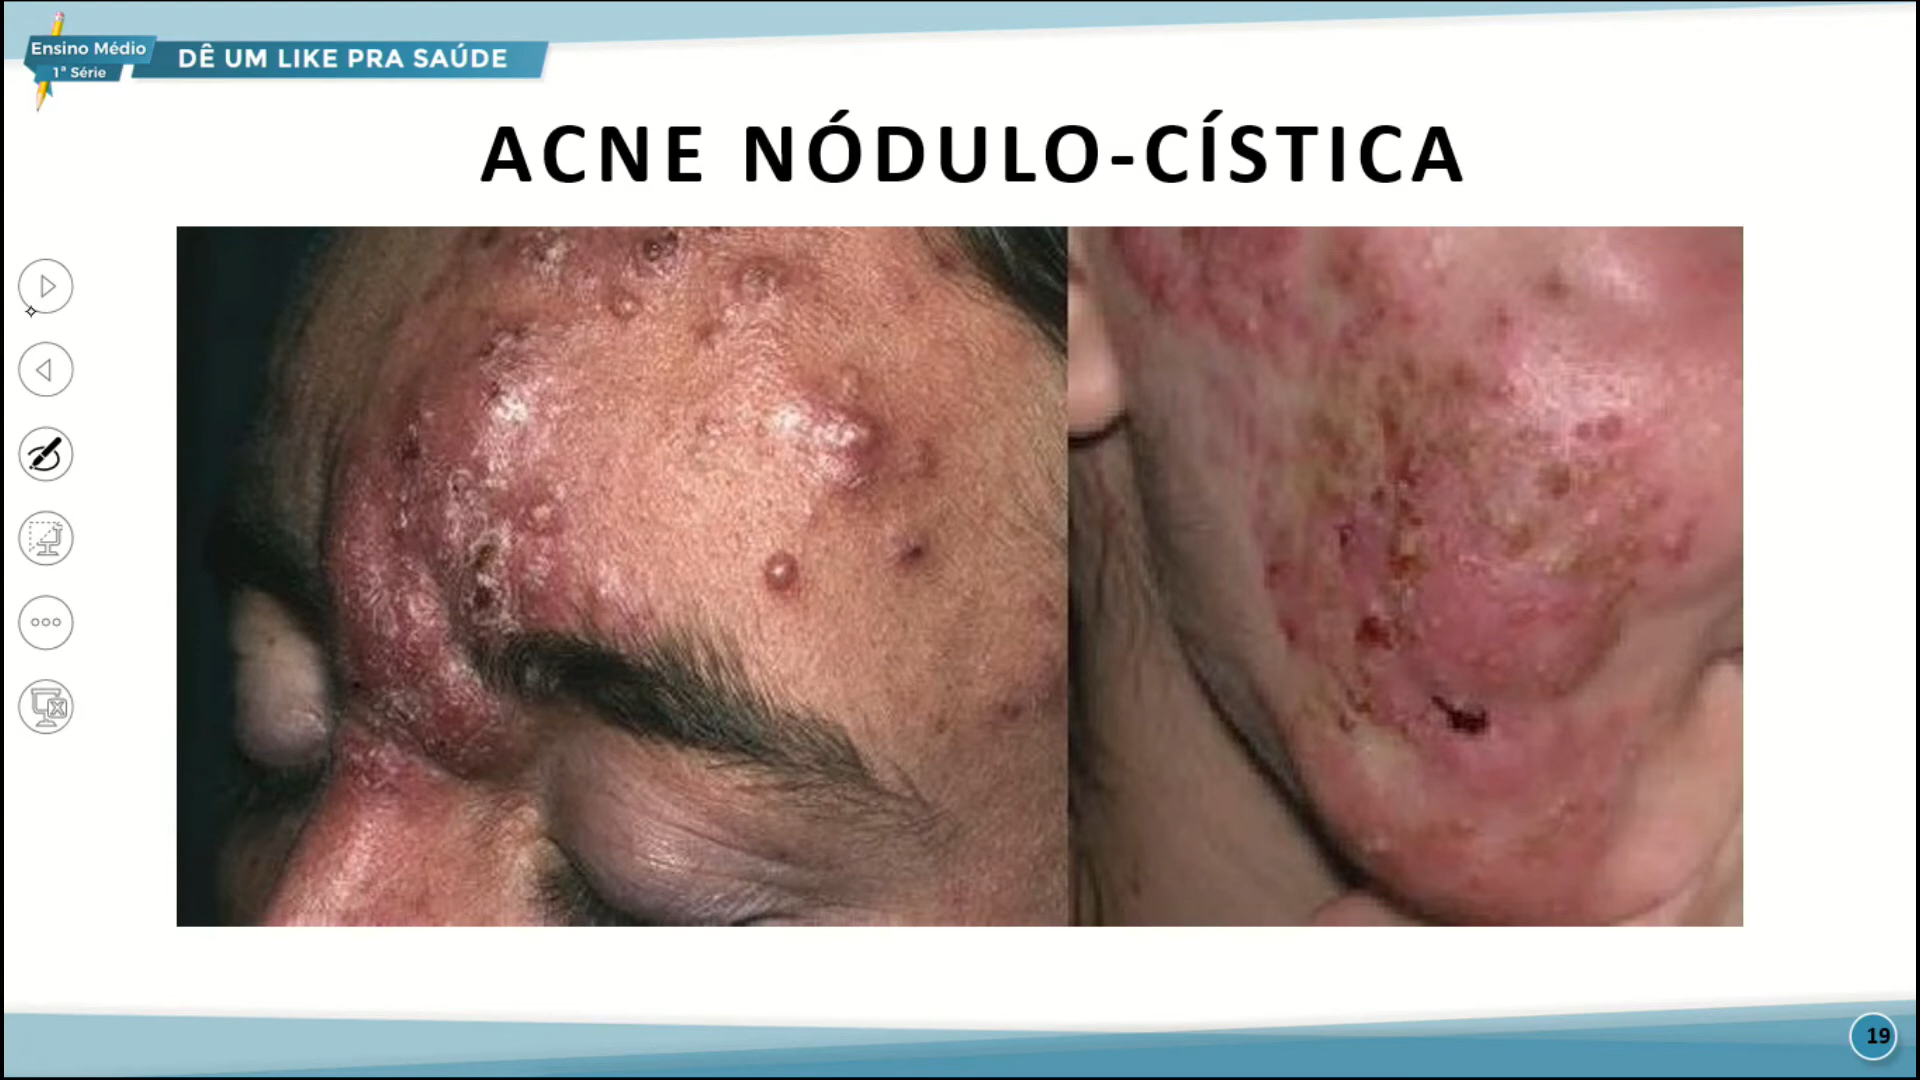 Ensino Médio
1ª Série
DÊ UM LIKE PRA SAÚDE
ACNE NÓDULO-CÍSTICA
19